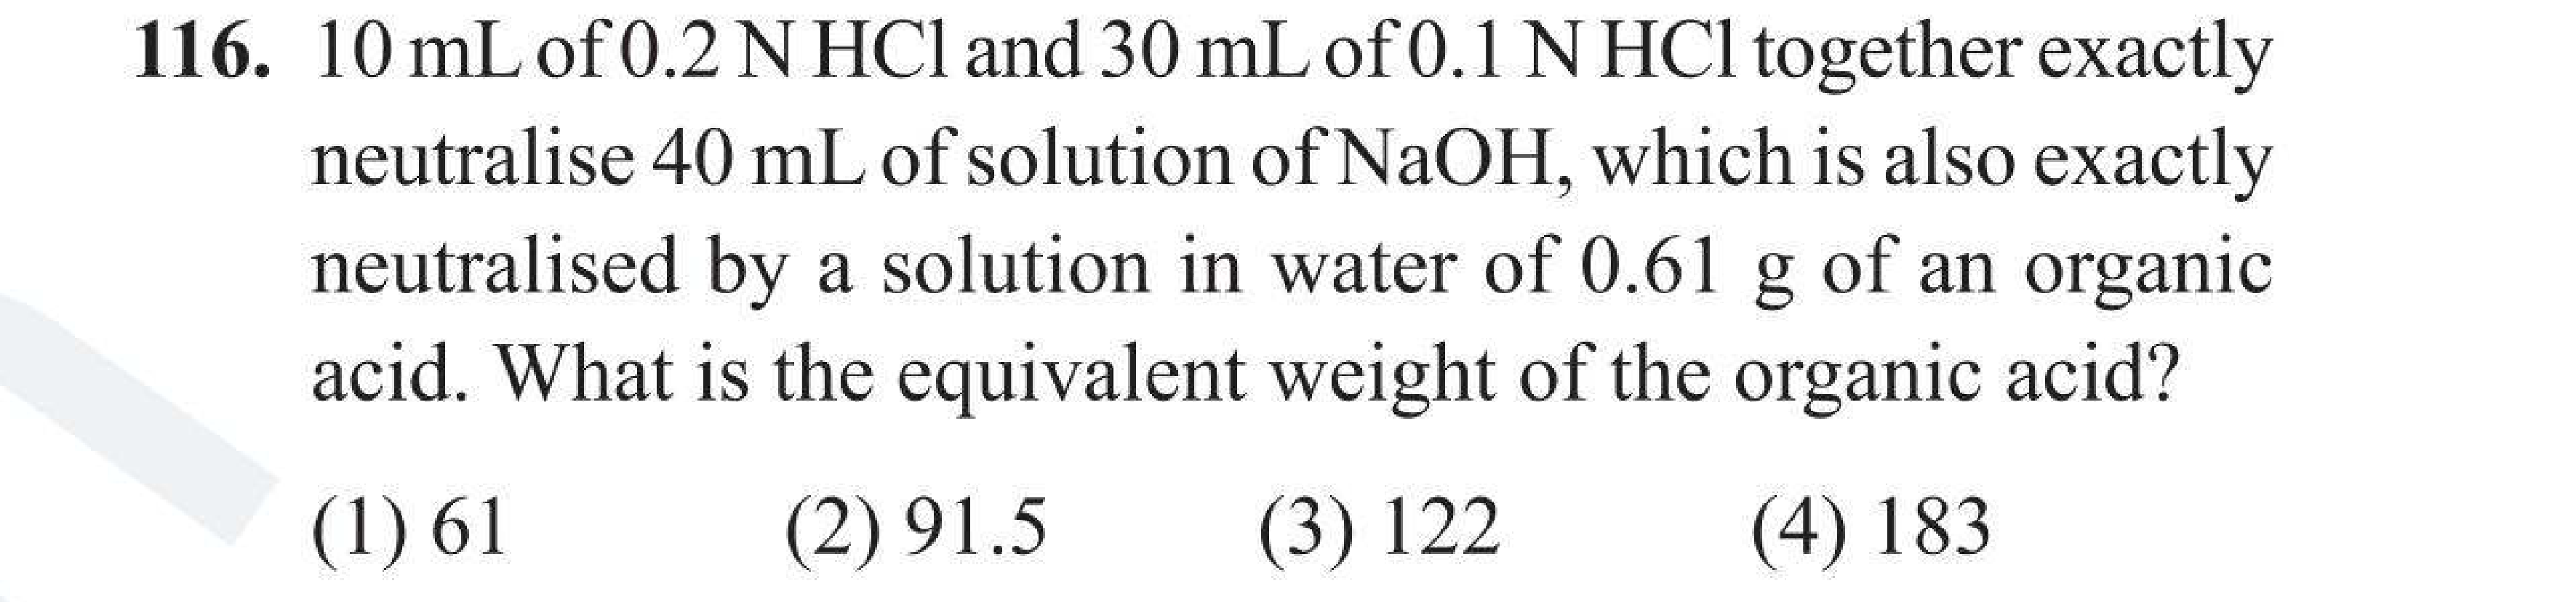 116. 10 mL of 0.2 N HCl and 30 mL of 0.1 N HCl together exactly
neutralise 40 mL of solution of NaOH, which is also exactly
neutralised by a solution in water of 0.61 g of an organic
acid. What is the equivalent weight of the organic acid?
(1) 61 (2) 91.5 (3) 122 (4) 183